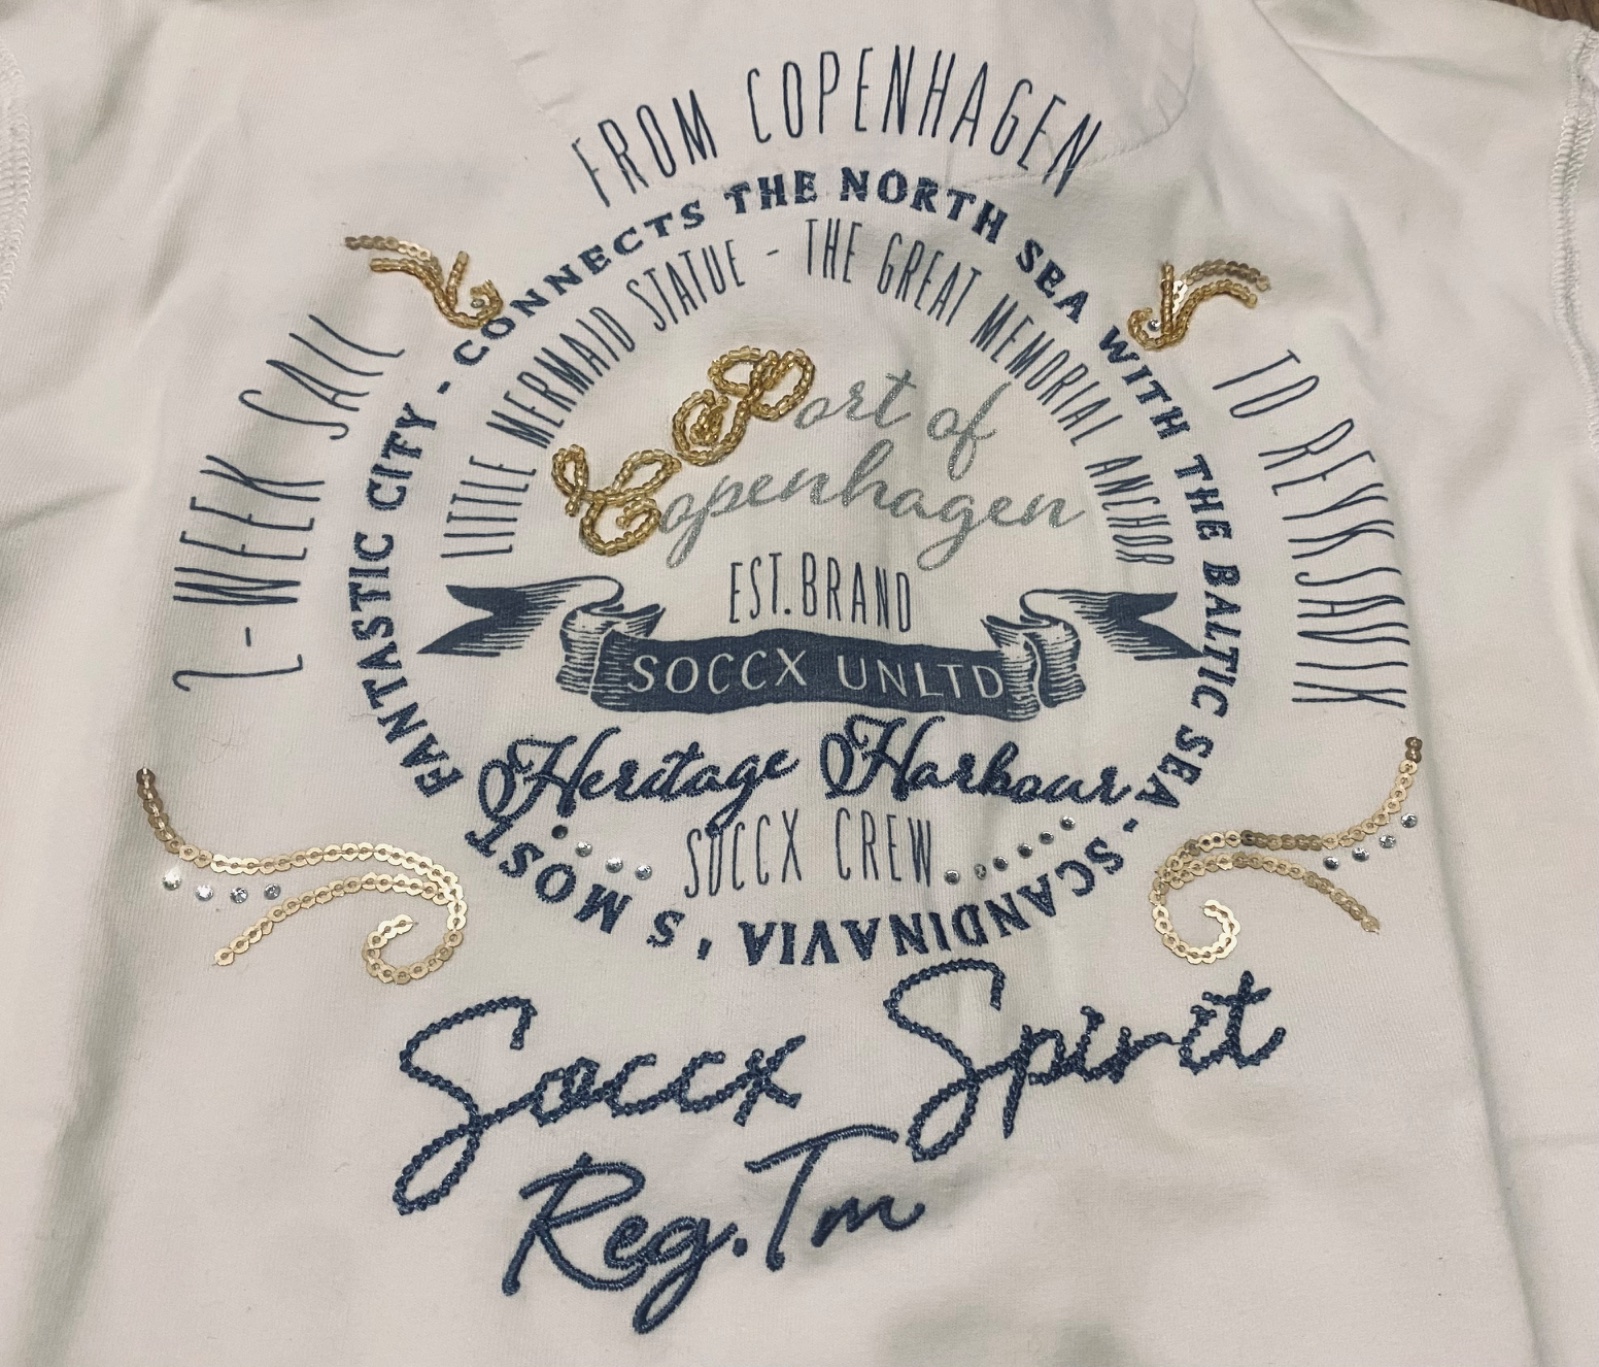 FROM COPENHAGEN
2-WEEK SAIL
TO REYKJAVIK
SCANDINAVIA'S MOST FANTASTIC CITY - CONNECTS THE NORTH SEA WITH THE BALTIC SEA -
LITTLE MERMAID STATUE - THE GREAT MEMORIAL ANCHOR
Port of
Copenhagen
EST.BRAND
SOCCX UNLTD
Heritage Harbour
SOCCX CREW
Soccx Spirit
Reg.Tm